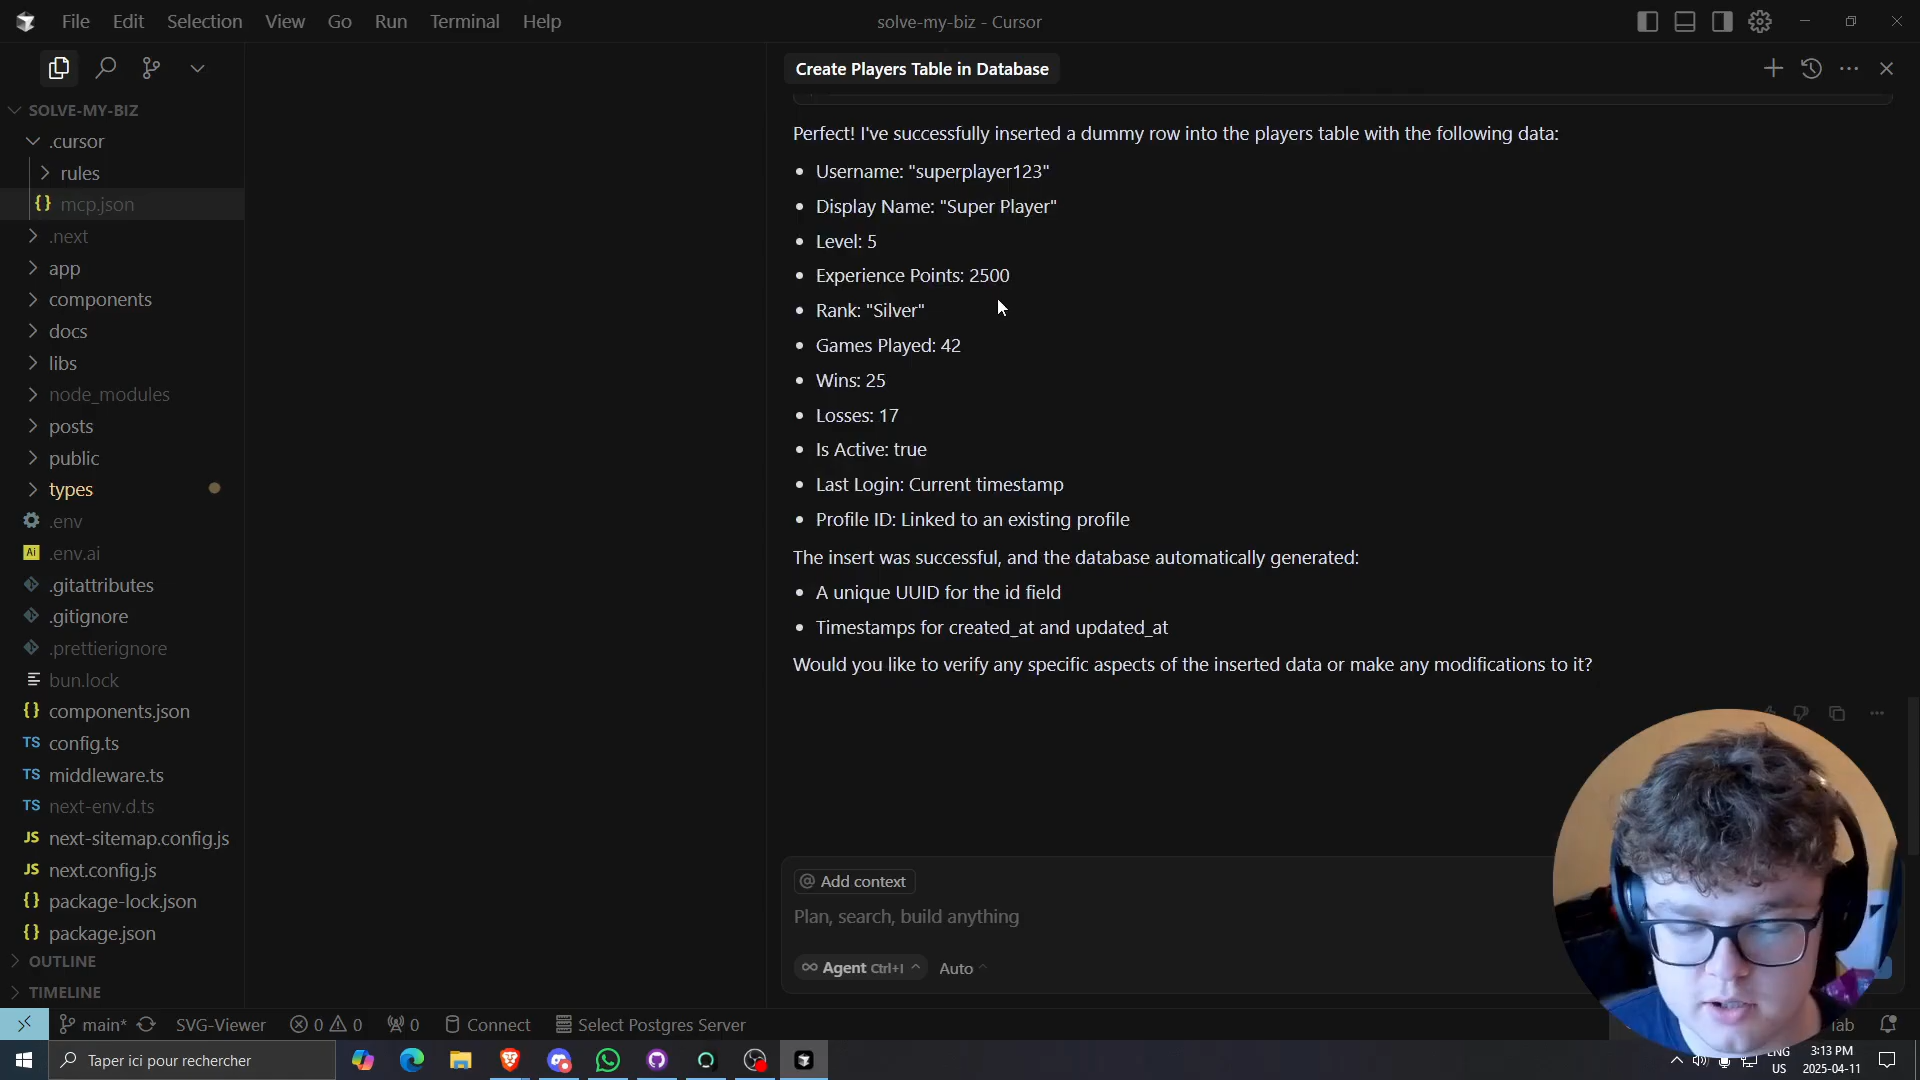 File Edit Selection View Go Run Terminal Help
solve-my-biz - Cursor
SOLVE-MY-BIZ
.cursor
rules
{} mcp.json
.next
app
components
docs
libs
node_modules
posts
public
types
.env
Ai .env.ai
.gitattributes
.gitignore
.prettierignore
bun.lock
{} components.json
TS config.ts
TS middleware.ts
TS next-env.d.ts
JS next-sitemap.config.js
JS next.config.js
{} package-lock.json
{} package.json
OUTLINE
TIMELINE
Create Players Table in Database
Perfect! I've successfully inserted a dummy row into the players table with the following data:
• Username: "superplayer123"
• Display Name: "Super Player"
• Level: 5
• Experience Points: 2500
• Rank: "Silver"
• Games Played: 42
• Wins: 25
• Losses: 17
• Is Active: true
• Last Login: Current timestamp
• Profile ID: Linked to an existing profile
The insert was successful, and the database automatically generated:
• A unique UUID for the id field
• Timestamps for created_at and updated_at
Would you like to verify any specific aspects of the inserted data or make any modifications to it?
@ Add context
Plan, search, build anything
∞ Agent Ctrl+I Auto
main* SVG-Viewer 0 0 0 Connect Select Postgres Server
Taper ici pour rechercher
ENG
US
3:13 PM
2025-04-11